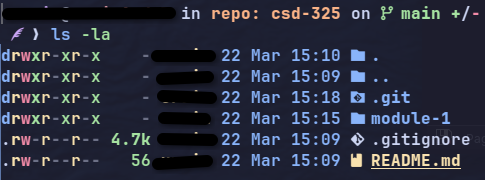 in repo: csd-325 on main +/-
❯ ls -la
drwxr-xr-x - 22 Mar 15:10 .
drwxr-xr-x - 22 Mar 15:09 ..
drwxr-xr-x - 22 Mar 15:18 .git
drwxr-xr-x - 22 Mar 15:15 module-1
.rw-r--r-- 4.7k 22 Mar 15:09 .gitignore
.rw-r--r-- 56 22 Mar 15:09 README.md